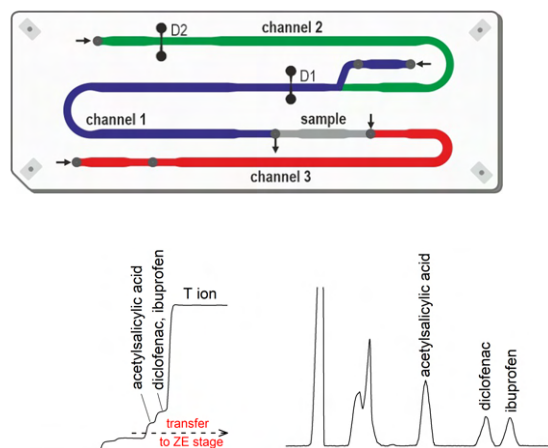 D2
channel 2
D1
channel 1
sample
channel 3
acetylsalicylic acid
diclofenac, ibuprofen
T ion
transfer
to ZE stage
acetylsalicylic acid
diclofenac
ibuprofen